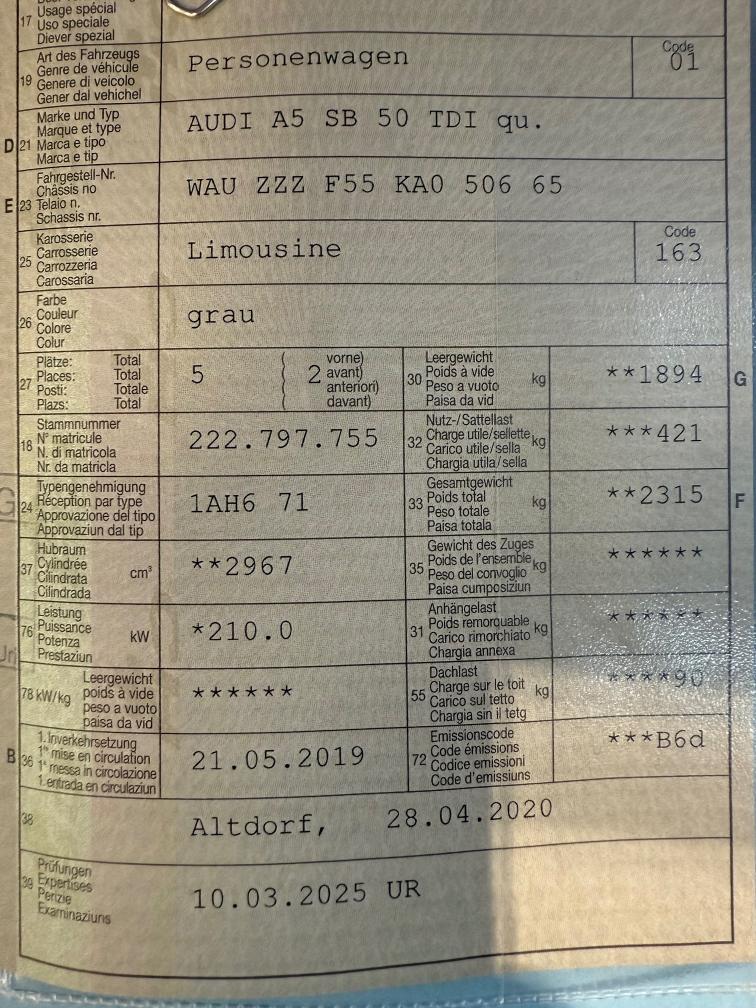 17 Usage spécial
Uso speciale
Diever spezial
19 Art des Fahrzeugs
Genre de véhicule
Genere di veicolo
Gener dal vehichel
Personenwagen
Code
01
D 21 Marke und Typ
Marque et type
Marca e tipo
Marca e tip
AUDI A5 SB 50 TDI qu.
E 23 Fahrgestell-Nr.
Châssis no
Telaio n.
Schassis nr.
WAU ZZZ F55 KA0 506 65
25 Karosserie
Carrosserie
Carrozzeria
Carossaria
Limousine
Code
163
26 Farbe
Couleur
Colore
Colur
grau
27 Plätze: Total
Places: Total
Posti: Totale
Plazs: Total
5 ( 2 vorne)
( avant)
( anteriori)
( davant)
30 Leergewicht
Poids à vide
Peso a vuoto
Paisa da vid
kg
**1894
G
18 Stammnummer
N° matricule
N. di matricola
Nr. da matricla
222.797.755
32 Nutz-/Sattellast
Charge utile/sellette
Carico utile/sella
Chargia utila/sella
kg
***421
24 Typengenehmigung
Réception par type
Approvazione del tipo
Approvaziun dal tip
1AH6 71
33 Gesamtgewicht
Poids total
Peso totale
Paisa totala
kg
**2315
F
37 Hubraum
Cylindrée
Cilindrata
Cilindrada
cm³
**2967
35 Gewicht des Zuges
Poids de l'ensemble
Peso del convoglio
Paisa cumposiziun
kg
******
76 Leistung
Puissance
Potenza
Prestaziun
kW
*210.0
31 Anhängelast
Poids remorquable
Carico rimorchiato
Chargia annexa
kg
******
78 kW/kg Leergewicht
poids à vide
peso a vuoto
paisa da vid
******
55 Dachlast
Charge sur le toit
Carico sul tetto
Chargia sin il tetg
kg
****90
B 36 1. Inverkehrsetzung
1re mise en circulation
1a messa in circolazione
1. entrada en circulaziun
21.05.2019
72 Emissionscode
Code émissions
Codice emissioni
Code d'emissiuns
***B6d
38
Altdorf, 28.04.2020
39 Prüfungen
Expertises
Perizie
Examinaziuns
10.03.2025 UR